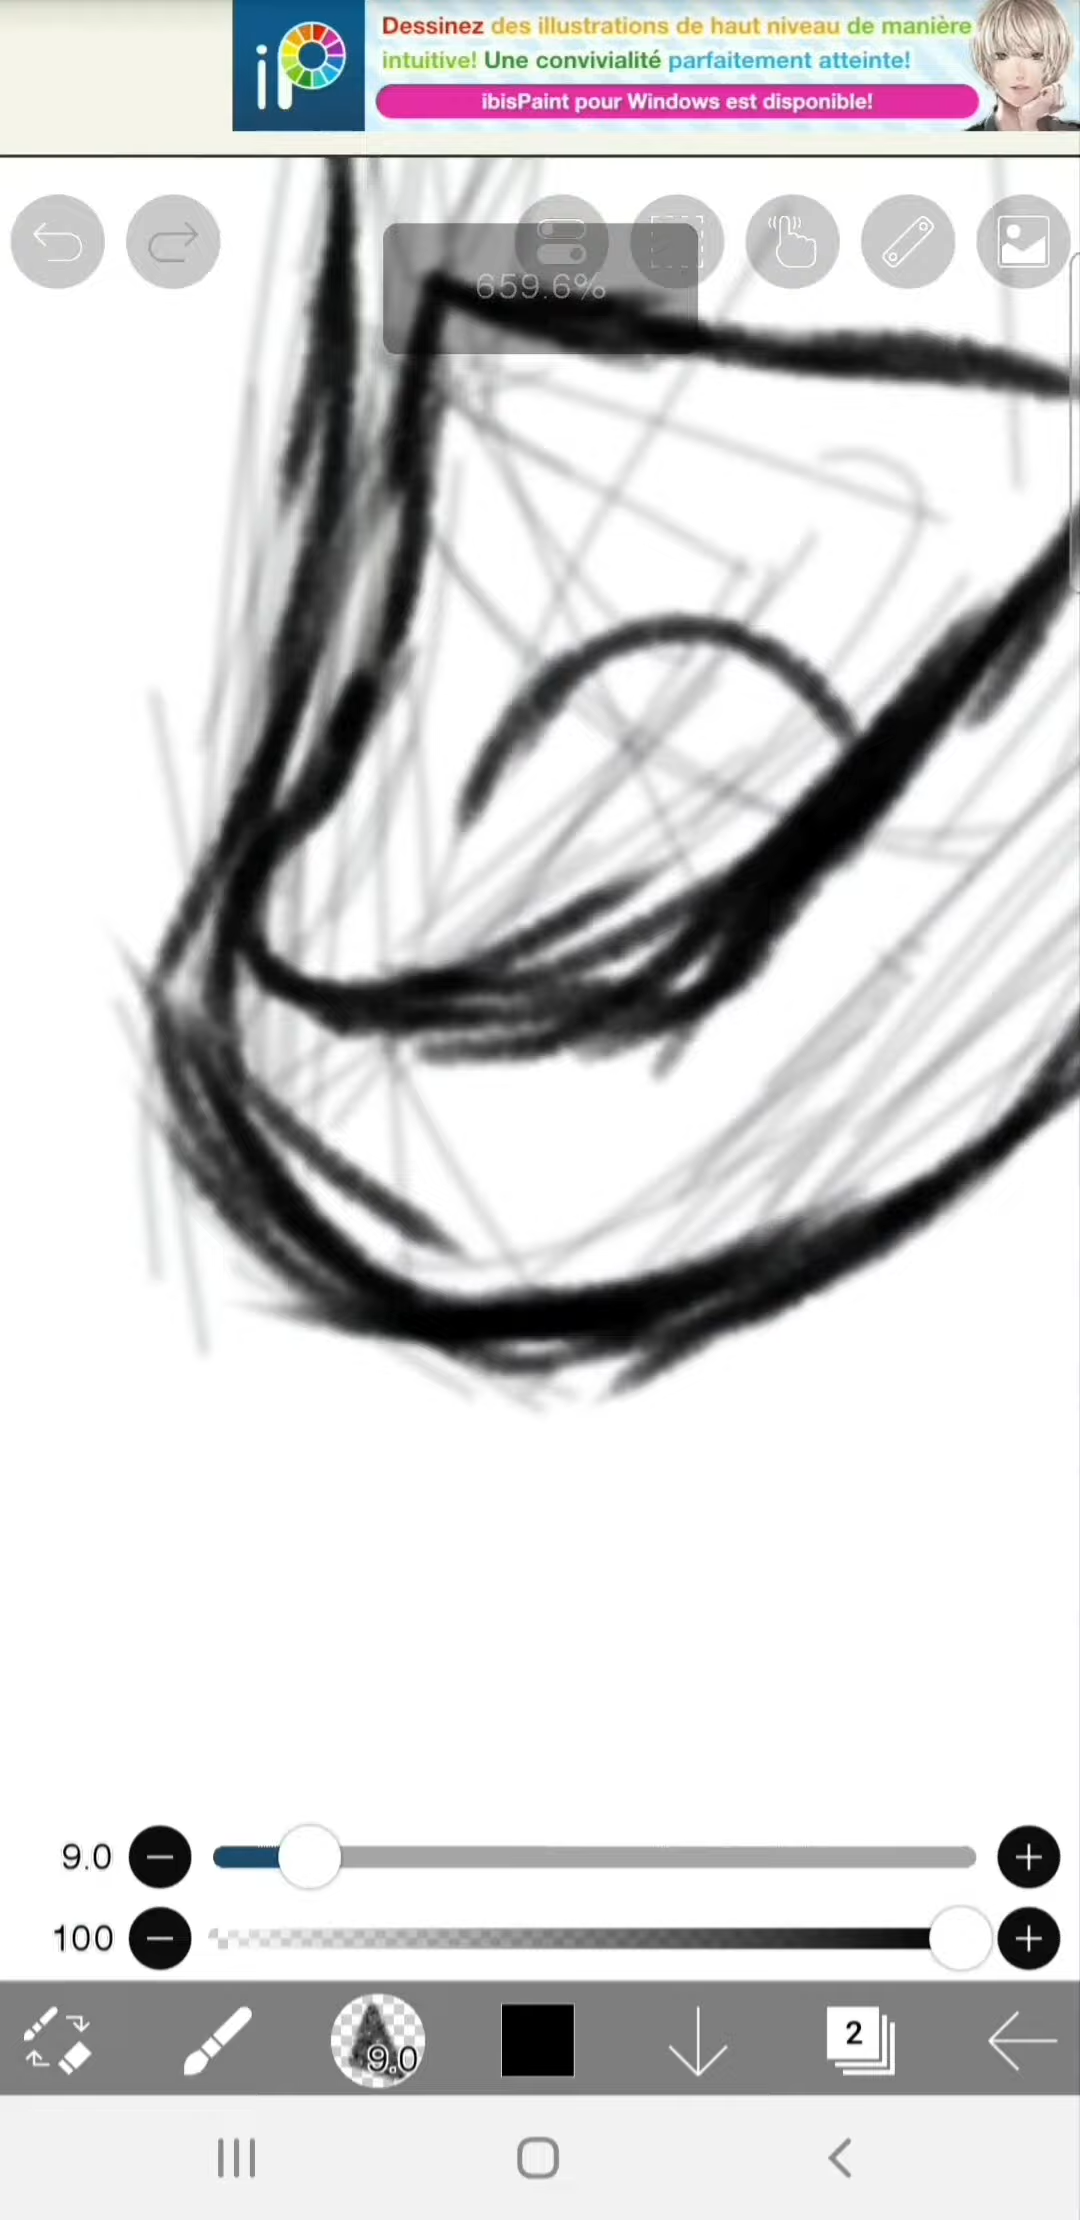 iP
Dessinez des illustrations de haut niveau de manière
intuitive! Une convivialité parfaitement atteinte!
ibisPaint pour Windows est disponible!
659.6%
9.0
100
9.0
2